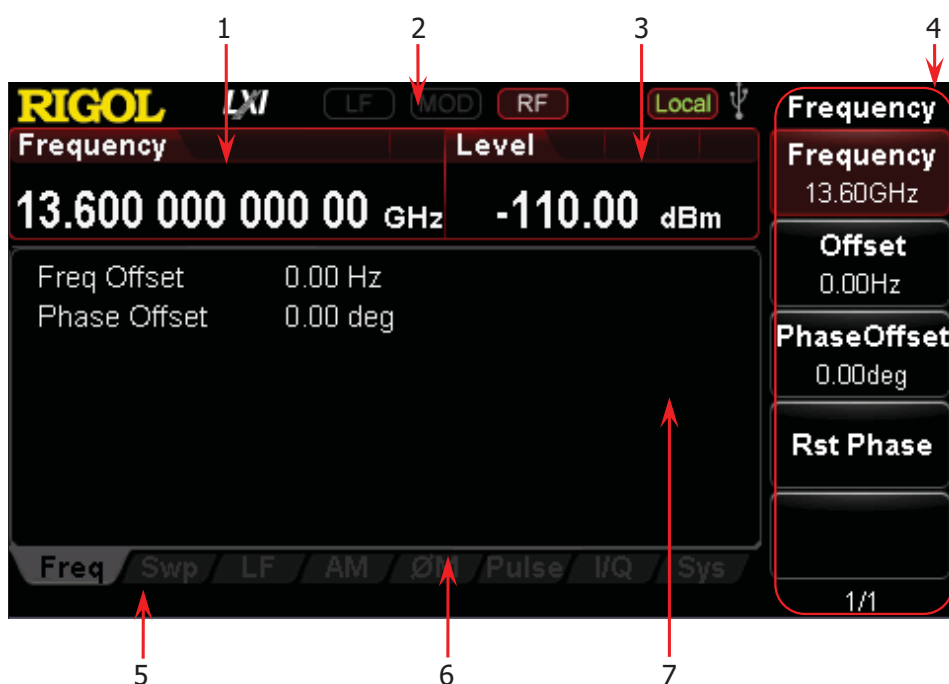 1 2 3 4
RIGOL LXI LF MOD RF Local
Frequency Level
13.600 000 000 00 GHz -110.00 dBm
Freq Offset 0.00 Hz
Phase Offset 0.00 deg
Frequency
Frequency
13.60GHz
Offset
0.00Hz
PhaseOffset
0.00deg
Rst Phase
1/1
Freq Swp LF AM ØM Pulse I/Q Sys
5 6 7